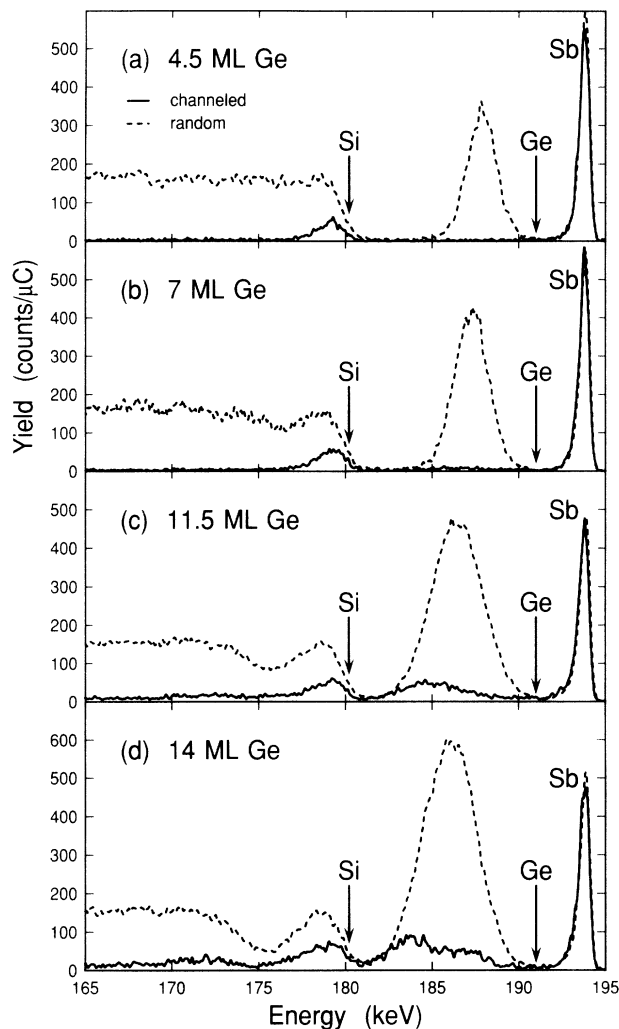 500
400
300
200
100
0
(a) 4.5 ML Ge
channeled
random
Si
Ge
Sb
500
400
300
200
100
0
(b) 7 ML Ge
Si
Ge
Sb
500
400
300
200
100
0
(c) 11.5 ML Ge
Si
Ge
Sb
600
500
400
300
200
100
0
(d) 14 ML Ge
Si
Ge
Sb
Yield (counts/μC)
165 170 175 180 185 190 195
Energy (keV)